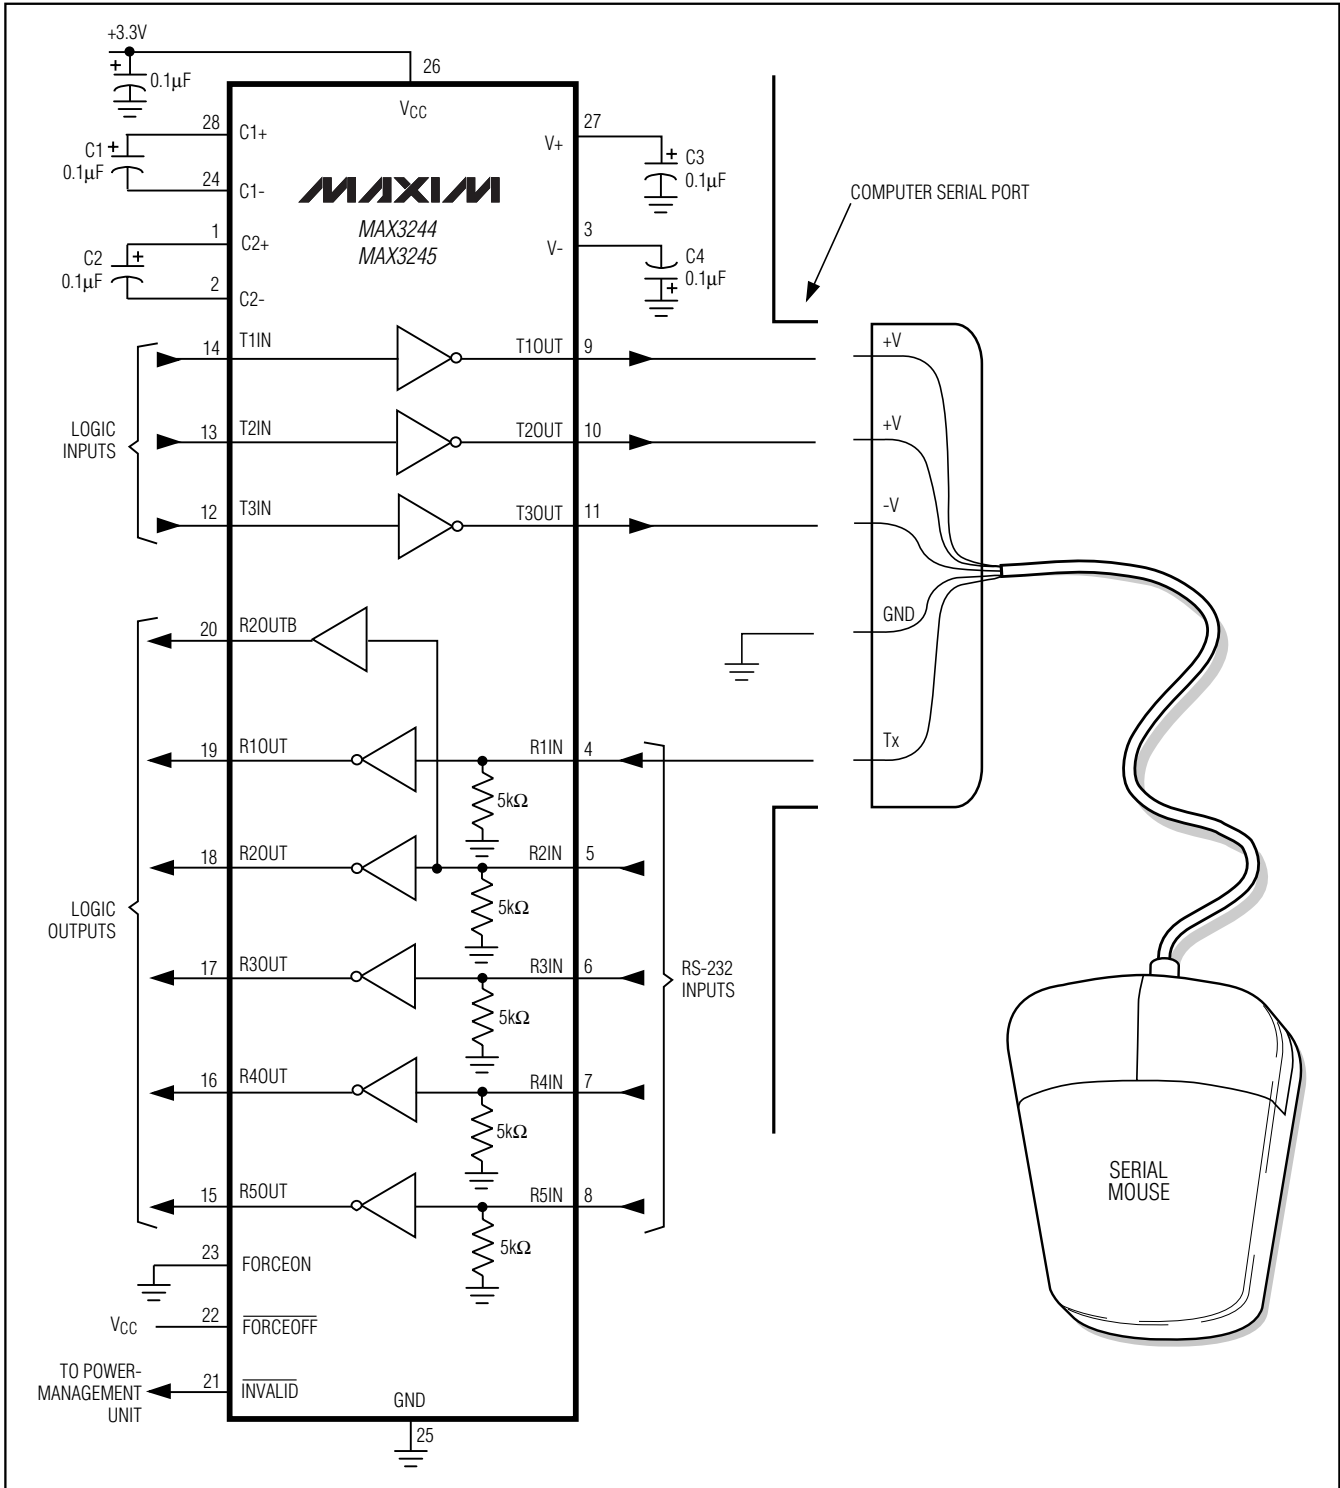 +3.3V
+
0.1μF
26
VCC
28
C1+
C1
+
0.1μF
24
C1-
27
V+
+
C3
0.1μF
MAXIM
MAX3244
MAX3245
COMPUTER SERIAL PORT
1
C2+
C2
+
0.1μF
2
C2-
3
V-
C4
0.1μF
+
LOGIC
INPUTS
14
T1IN
T1OUT
9
+V
13
T2IN
T2OUT
10
+V
12
T3IN
T3OUT
11
-V
20
R2OUTB
GND
19
R1OUT
R1IN
4
Tx
5kΩ
18
R2OUT
R2IN
5
5kΩ
LOGIC
OUTPUTS
17
R3OUT
R3IN
6
5kΩ
RS-232
INPUTS
16
R4OUT
R4IN
7
5kΩ
15
R5OUT
R5IN
8
5kΩ
SERIAL
MOUSE
23
FORCEON
VCC
22
FORCEOFF
TO POWER-
MANAGEMENT
UNIT
21
INVALID
GND
25